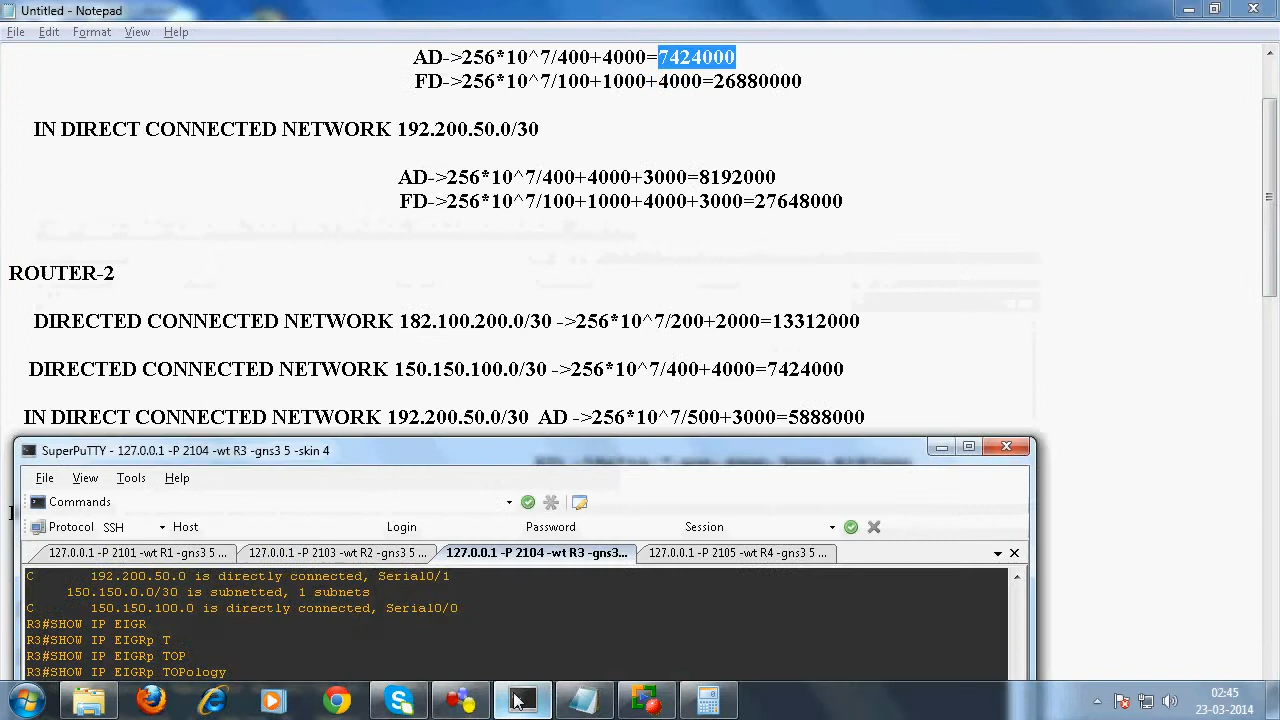 Untitled - Notepad
File Edit Format View Help
AD->256*10^7/400+4000=7424000
FD->256*10^7/100+1000+4000=26880000
IN DIRECT CONNECTED NETWORK 192.200.50.0/30
AD->256*10^7/400+4000+3000=8192000
FD->256*10^7/100+1000+4000+3000=27648000
ROUTER-2
DIRECTED CONNECTED NETWORK 182.100.200.0/30 ->256*10^7/200+2000=13312000
DIRECTED CONNECTED NETWORK 150.150.100.0/30 ->256*10^7/400+4000=7424000
IN DIRECT CONNECTED NETWORK 192.200.50.0/30 AD ->256*10^7/500+3000=5888000
SuperPuTTY - 127.0.0.1 -P 2104 -wt R3 -gns3 5 -skin 4
File View Tools Help
Commands
Protocol SSH Host Login Password Session
127.0.0.1 -P 2101 -wt R1 -gns3 5 ... 127.0.0.1 -P 2103 -wt R2 -gns3 5 ... 127.0.0.1 -P 2104 -wt R3 -gns3... 127.0.0.1 -P 2105 -wt R4 -gns3 5 ...
C 192.200.50.0 is directly connected, Serial0/1
150.150.0.0/30 is subnetted, 1 subnets
C 150.150.100.0 is directly connected, Serial0/0
R3#SHOW IP EIGR
R3#SHOW IP EIGRp T
R3#SHOW IP EIGRp TOP
R3#SHOW IP EIGRp TOPology
02:45
23-03-2014